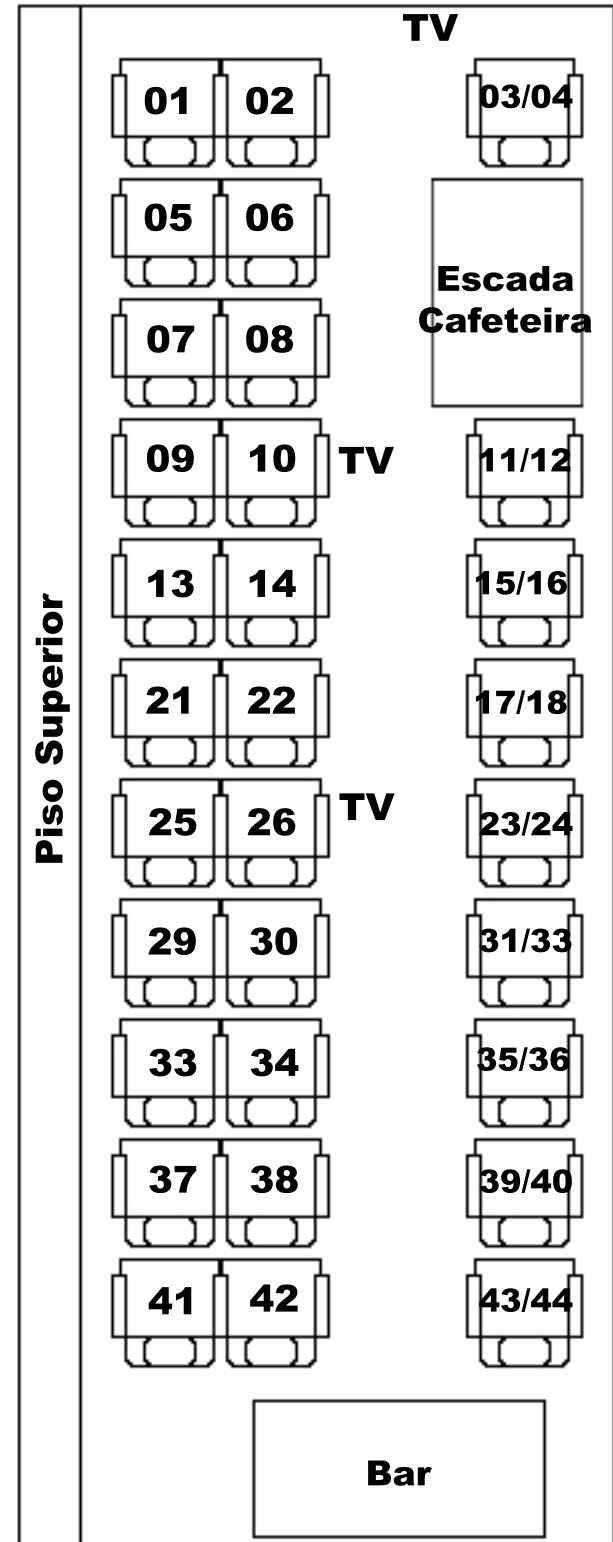 TV
01 02 03/04
05 06
Escada
Cafeteira
07 08
09 10 TV 11/12
13 14 15/16
Piso Superior
21 22 17/18
25 26 TV 23/24
29 30 31/33
33 34 35/36
37 38 39/40
41 42 43/44
Bar